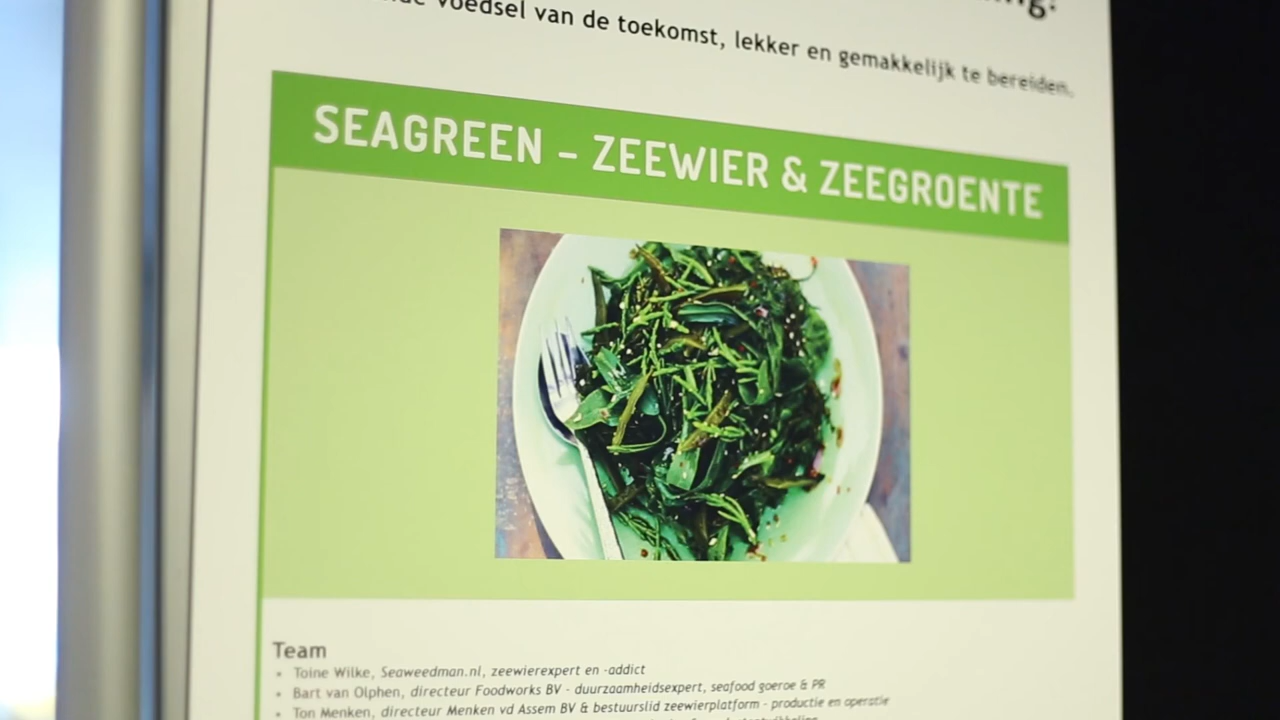 voedsel van de toekomst, lekker en gemakkelijk te bereiden.
SEAGREEN – ZEEWIER & ZEEGROENTE
Team
• Toine Wilke, Seaweedman.nl, zeewierexpert en -addict
• Bart van Olphen, directeur Foodworks BV - duurzaamheidsexpert, seafood goeroe & PR
• Ton Menken, directeur Menken vd Assem BV & bestuurslid zeewierplatform - productie en operatie